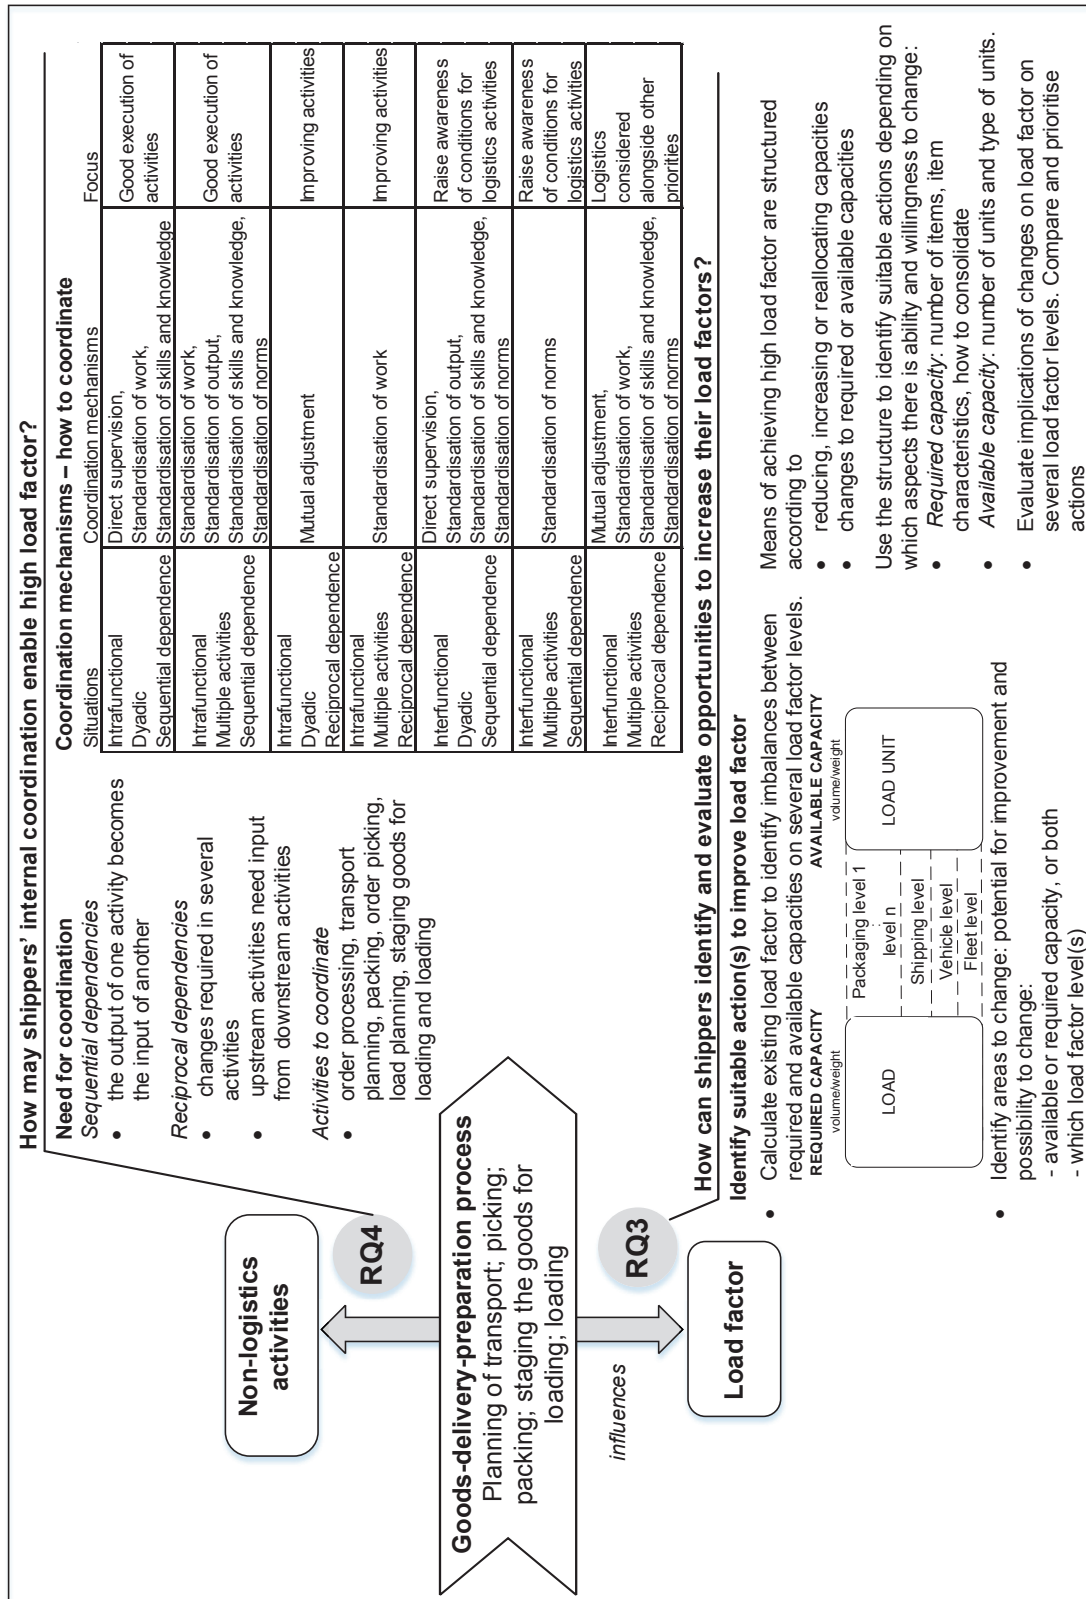 How may shippers' internal coordination enable high load factor?
Need for coordination
Sequential dependencies
• the output of one activity becomes
the input of another
Reciprocal dependencies
• changes required in several
activities
• upstream activities need input
from downstream activities
Activities to coordinate
• order processing, transport
planning, packing, order picking,
load planning, staging goods for
loading and loading
Coordination mechanisms – how to coordinate
Situations Coordination mechanisms Focus
Intrafunctional
Dyadic
Sequential dependence
Direct supervision,
Standardisation of work,
Standardisation of skills and knowledge
Good execution of
activities
Intrafunctional
Multiple activities
Sequential dependence
Standardisation of work,
Standardisation of output,
Standardisation of skills and knowledge,
Standardisation of norms
Good execution of
activities
Intrafunctional
Dyadic
Reciprocal dependence
Mutual adjustment
Improving activities
Intrafunctional
Multiple activities
Reciprocal dependence
Standardisation of work
Improving activities
Interfunctional
Dyadic
Sequential dependence
Direct supervision,
Standardisation of output,
Standardisation of skills and knowledge,
Standardisation of norms
Raise awareness
of conditions for
logistics activities
Interfunctional
Multiple activities
Sequential dependence
Standardisation of norms
Raise awareness
of conditions for
logistics activities
Interfunctional
Multiple activities
Reciprocal dependence
Mutual adjustment,
Standardisation of work,
Standardisation of skills and knowledge,
Standardisation of norms
Logistics
considered
alongside other
priorities
Non-logistics
activities
RQ4
Goods-delivery-preparation process
Planning of transport; picking;
packing; staging the goods for
loading; loading
influences
RQ3
Load factor
How can shippers identify and evaluate opportunities to increase their load factors?
Identify suitable action(s) to improve load factor
• Calculate existing load factor to identify imbalances between
required and available capacities on several load factor levels.
REQUIRED CAPACITY AVAILABLE CAPACITY
volume/weight volume/weight
LOAD
Packaging level 1
level n
Shipping level
Vehicle level
Fleet level
LOAD UNIT
• Identify areas to change: potential for improvement and
possibility to change:
- available or required capacity, or both
- which load factor level(s)
Means of achieving high load factor are structured
according to
• reducing, increasing or reallocating capacities
• changes to required or available capacities
Use the structure to identify suitable actions depending on
which aspects there is ability and willingness to change:
• Required capacity: number of items, item
characteristics, how to consolidate
• Available capacity: number of units and type of units.
• Evaluate implications of changes on load factor on
several load factor levels. Compare and prioritise
actions